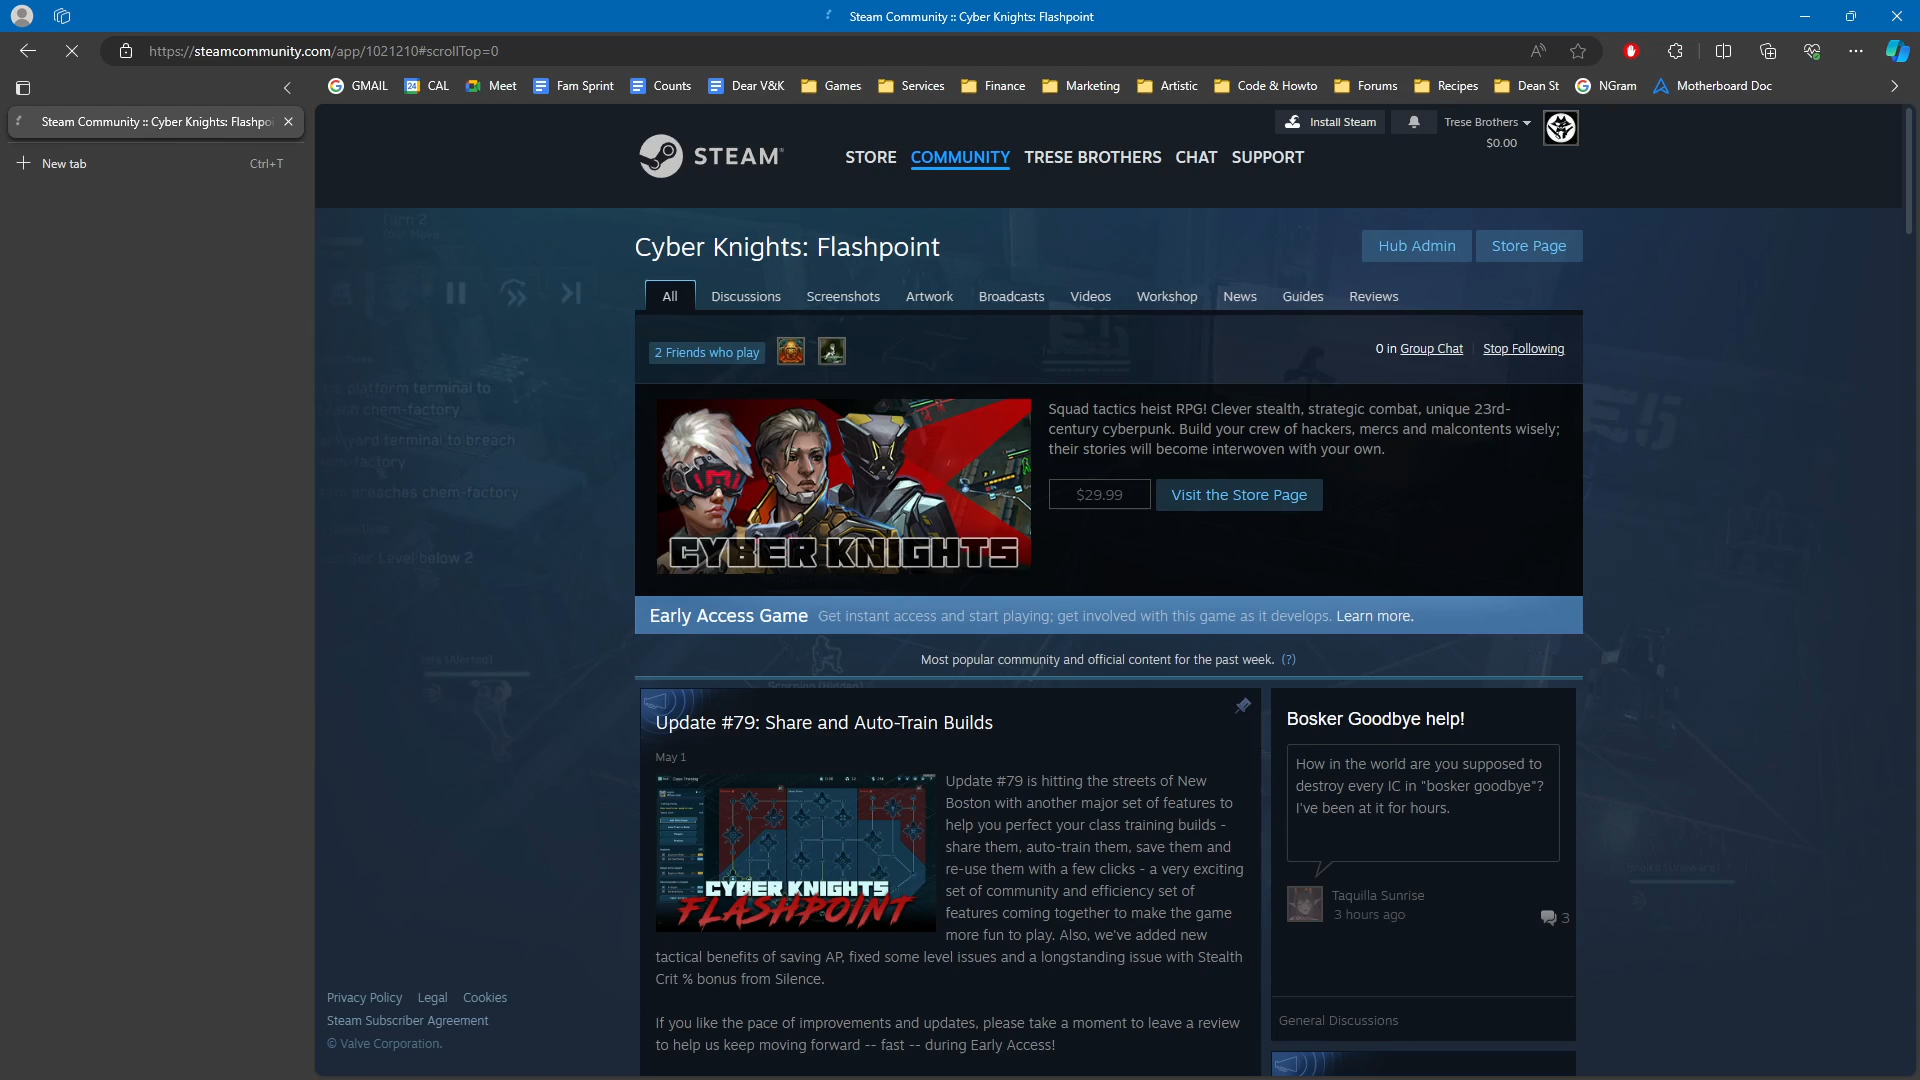 Steam Community :: Cyber Knights: Flashpoint
https://steamcommunity.com/app/1021210#scrollTop=0
GMAIL CAL Meet Fam Sprint Counts Dear V&K Games Services Finance Marketing Artistic Code & Howto Forums Recipes Dean St NGram Motherboard Doc
Steam Community :: Cyber Knights: Flashpoi
New tab Ctrl+T
Install Steam Trese Brothers
$0.00
STEAM STORE COMMUNITY TRESE BROTHERS CHAT SUPPORT
Cyber Knights: Flashpoint
Hub Admin Store Page
All Discussions Screenshots Artwork Broadcasts Videos Workshop News Guides Reviews
2 Friends who play
0 in Group Chat Stop Following
Squad tactics heist RPG! Clever stealth, strategic combat, unique 23rd-
century cyberpunk. Build your crew of hackers, mercs and malcontents wisely;
their stories will become interwoven with your own.
$29.99 Visit the Store Page
CYBER KNIGHTS
Early Access Game Get instant access and start playing; get involved with this game as it develops. Learn more.
Most popular community and official content for the past week. (?)
Update #79: Share and Auto-Train Builds
May 1
CYBER KNIGHTS
FLASHPOINT
Update #79 is hitting the streets of New
Boston with another major set of features to
help you perfect your class training builds -
share them, auto-train them, save them and
re-use them with a few clicks - a very exciting
set of community and efficiency set of
features coming together to make the game
more fun to play. Also, we've added new
tactical benefits of saving AP, fixed some level issues and a longstanding issue with Stealth
Crit % bonus from Silence.
If you like the pace of improvements and updates, please take a moment to leave a review
to help us keep moving forward -- fast -- during Early Access!
Bosker Goodbye help!
How in the world are you supposed to
destroy every IC in "bosker goodbye"?
I've been at it for hours.
Taquilla Sunrise
3 hours ago
3
General Discussions
platform terminal to
chem-factory
terminal to breach
breaches chem-factory
Level below 2
Privacy Policy Legal Cookies
Steam Subscriber Agreement
© Valve Corporation.